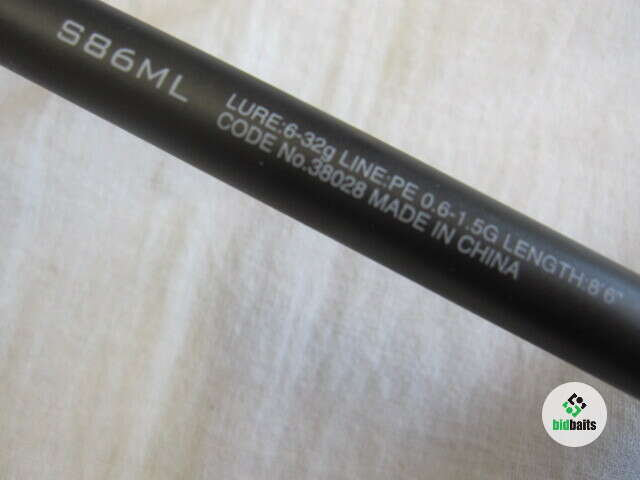 S86ML
LURE:6-32g LINE:PE 0.6-1.5G LENGTH:8'6"
CODE No.38028 MADE IN CHINA
bidbaits